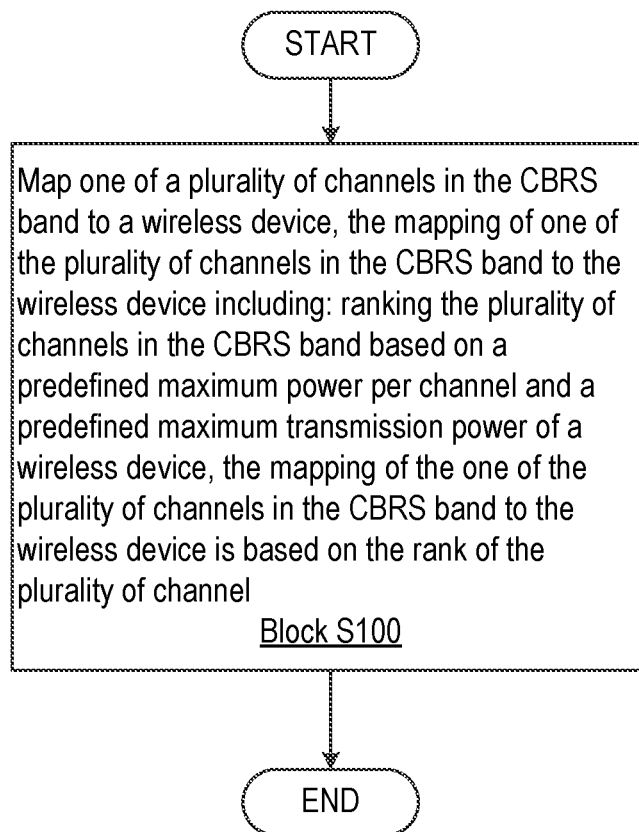 START
Map one of a plurality of channels in the CBRS
band to a wireless device, the mapping of one of
the plurality of channels in the CBRS band to the
wireless device including: ranking the plurality of
channels in the CBRS band based on a
predefined maximum power per channel and a
predefined maximum transmission power of a
wireless device, the mapping of the one of the
plurality of channels in the CBRS band to the
wireless device is based on the rank of the
plurality of channel
Block S100
END